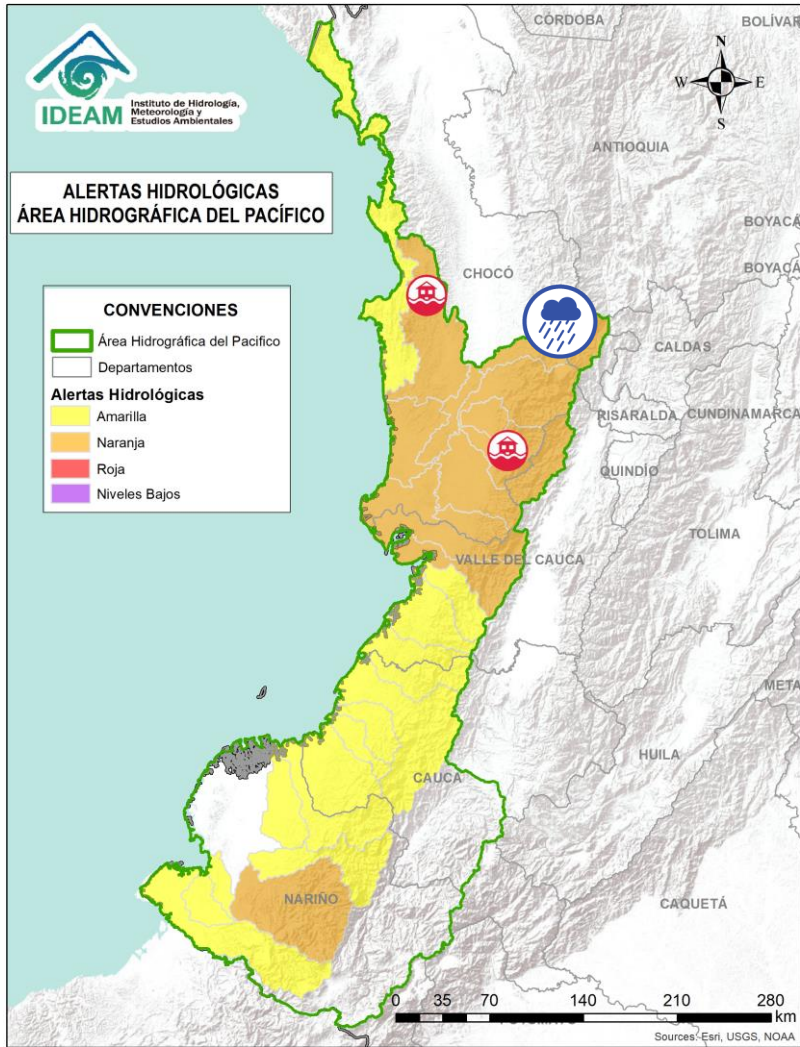 CÓRDOBA
BOLÍVAR
N
W
E
S
IDEAM
Instituto de Hidrología,
Meteorología y
Estudios Ambientales
ANTIOQUIA
ALERTAS HIDROLÓGICAS
ÁREA HIDROGRÁFICA DEL PACÍFICO
BOYACÁ
BOYACÁ
CHOCÓ
CONVENCIONES
Área Hidrográfica del Pacifico
Departamentos
Alertas Hidrológicas
Amarilla
Naranja
Roja
Niveles Bajos
CALDAS
RISARALDA
CUNDINAMARCA
QUINDÍO
TOLIMA
VALLE DEL CAUCA
META
HUILA
CAUCA
NARIÑO
CAQUETÁ
0 35 70 140 210 280
km
Sources: Esri, USGS, NOAA